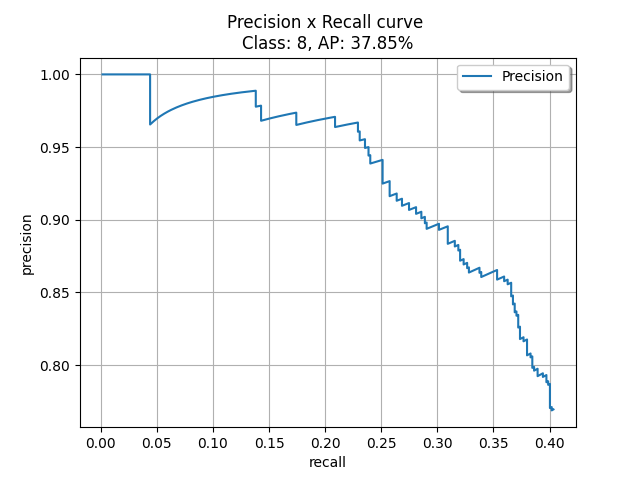 Precision x Recall curve
Class: 8, AP: 37.85%
Precision
1.00
0.95
0.90
0.85
0.80
precision
0.00 0.05 0.10 0.15 0.20 0.25 0.30 0.35 0.40
recall